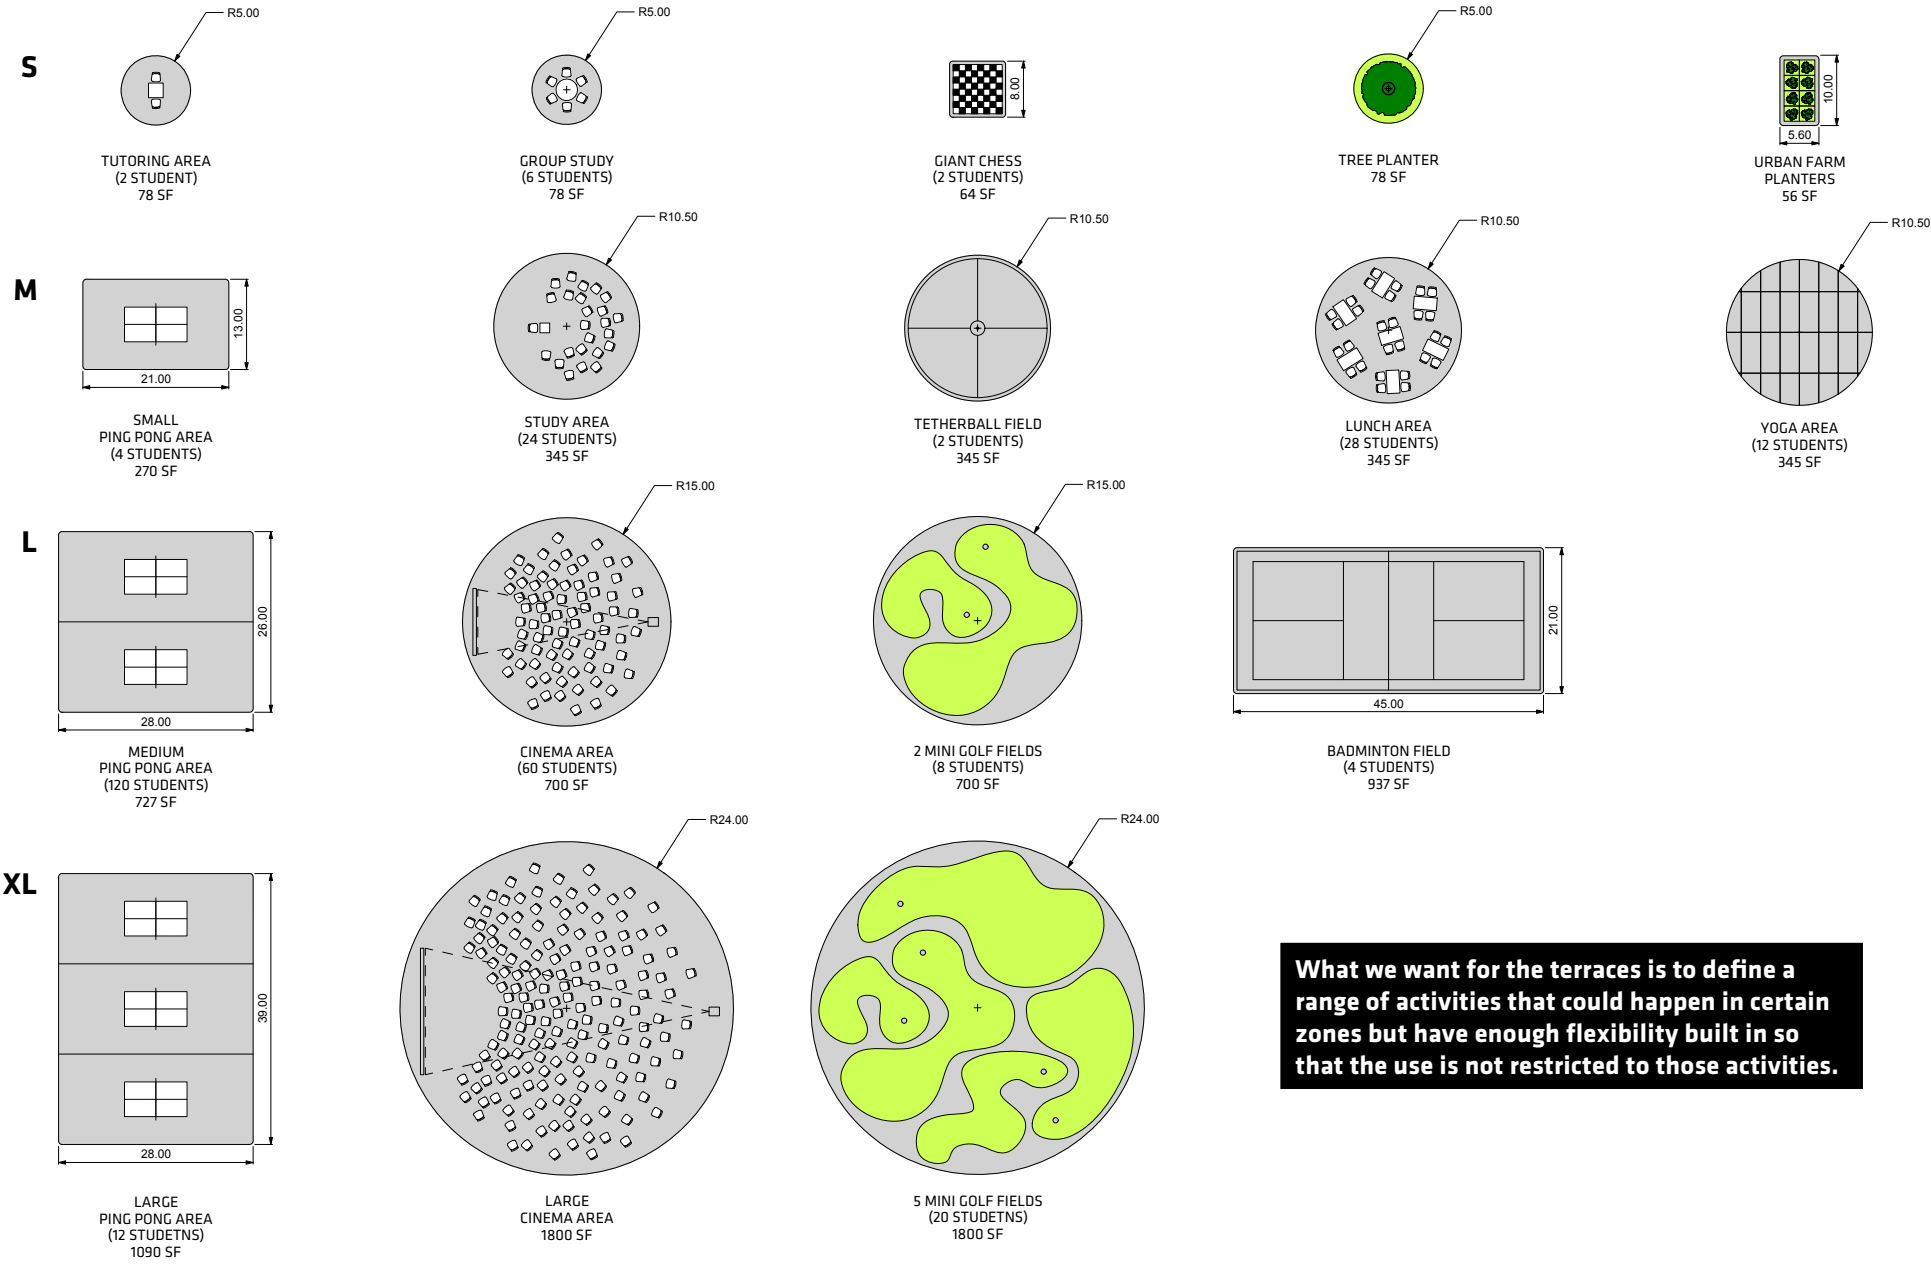 S
R5.00
TUTORING AREA
(2 STUDENT)
78 SF
R5.00
GROUP STUDY
(6 STUDENTS)
78 SF
8.00
GIANT CHESS
(2 STUDENTS)
64 SF
R5.00
TREE PLANTER
78 SF
10.00
5.60
URBAN FARM
PLANTERS
56 SF
M
13.00
21.00
SMALL
PING PONG AREA
(4 STUDENTS)
270 SF
R10.50
STUDY AREA
(24 STUDENTS)
345 SF
R10.50
TETHERBALL FIELD
(2 STUDENTS)
345 SF
R10.50
LUNCH AREA
(28 STUDENTS)
345 SF
R10.50
YOGA AREA
(12 STUDENTS)
345 SF
L
26.00
28.00
MEDIUM
PING PONG AREA
(120 STUDENTS)
727 SF
R15.00
CINEMA AREA
(60 STUDENTS)
700 SF
R15.00
2 MINI GOLF FIELDS
(8 STUDENTS)
700 SF
21.00
45.00
BADMINTON FIELD
(4 STUDENTS)
937 SF
XL
39.00
28.00
LARGE
PING PONG AREA
(12 STUDETNS)
1090 SF
R24.00
LARGE
CINEMA AREA
1800 SF
R24.00
5 MINI GOLF FIELDS
(20 STUDETNS)
1800 SF
What we want for the terraces is to define a
range of activities that could happen in certain
zones but have enough flexibility built in so
that the use is not restricted to those activities.